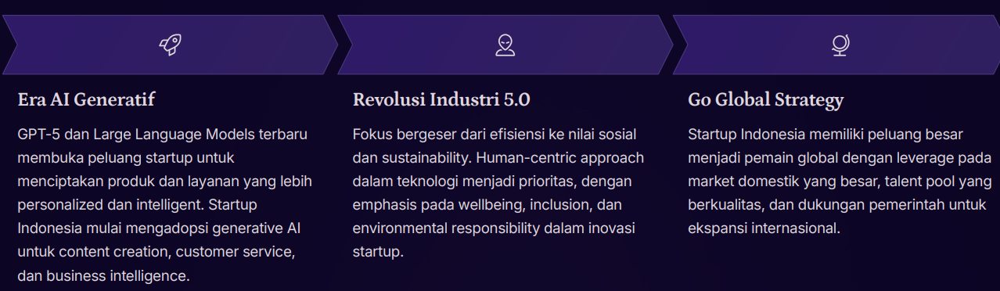 Era AI Generatif
GPT-5 dan Large Language Models terbaru
membuka peluang startup untuk
menciptakan produk dan layanan yang lebih
personalized dan intelligent. Startup
Indonesia mulai mengadopsi generative AI
untuk content creation, customer service,
dan business intelligence.
Revolusi Industri 5.0
Fokus bergeser dari efisiensi ke nilai sosial
dan sustainability. Human-centric approach
dalam teknologi menjadi prioritas, dengan
emphasis pada wellbeing, inclusion, dan
environmental responsibility dalam inovasi
startup.
Go Global Strategy
Startup Indonesia memiliki peluang besar
menjadi pemain global dengan leverage pada
market domestik yang besar, talent pool yang
berkualitas, dan dukungan pemerintah untuk
ekspansi internasional.